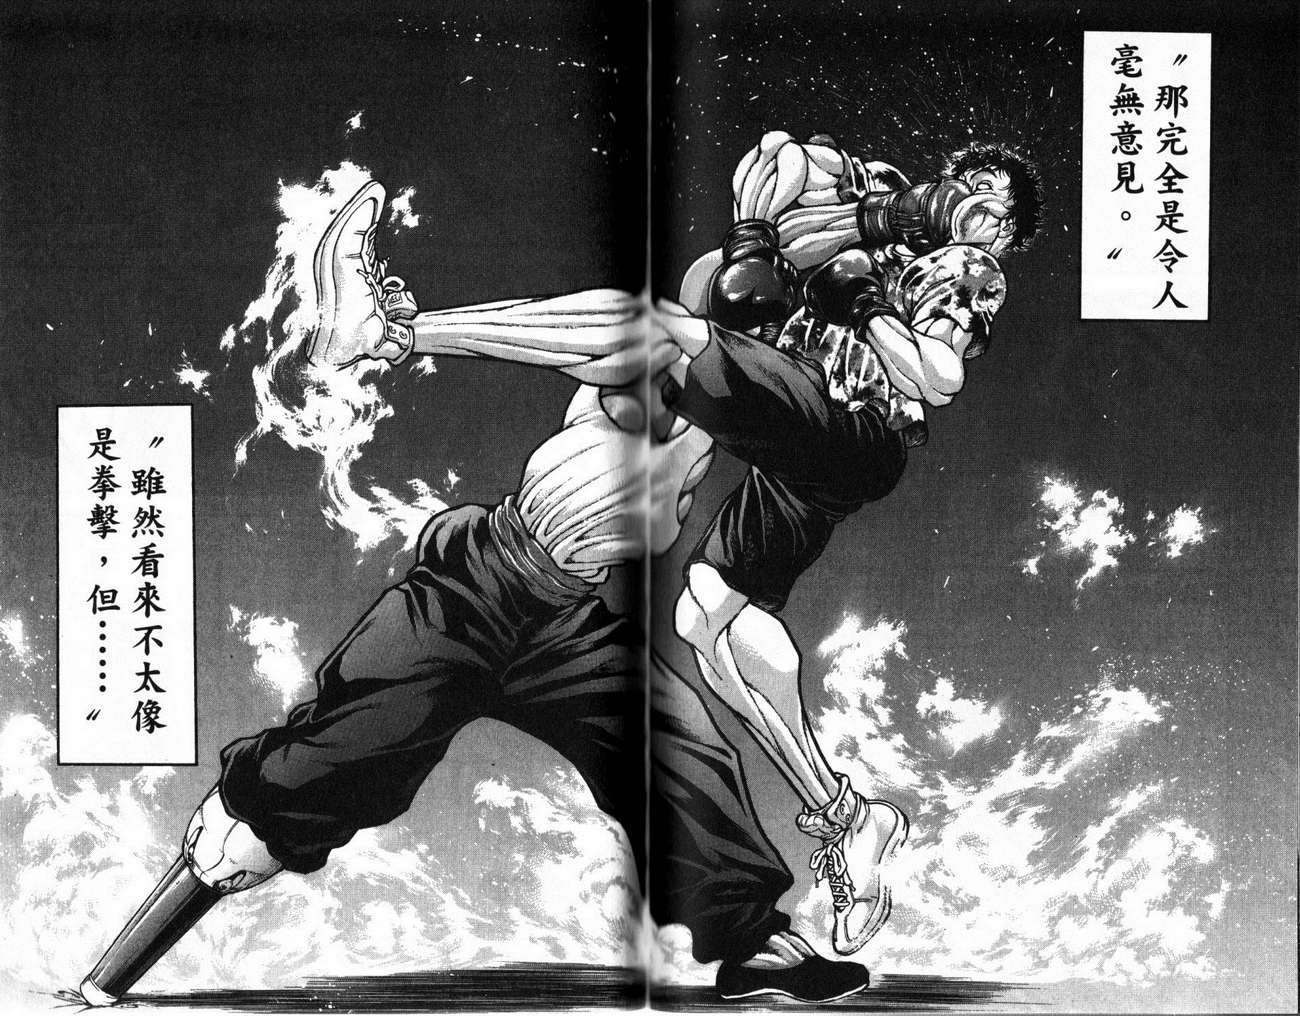 〝那完全是令人
毫無意見。〞
〝雖然看來不太像
是拳擊，但……〞